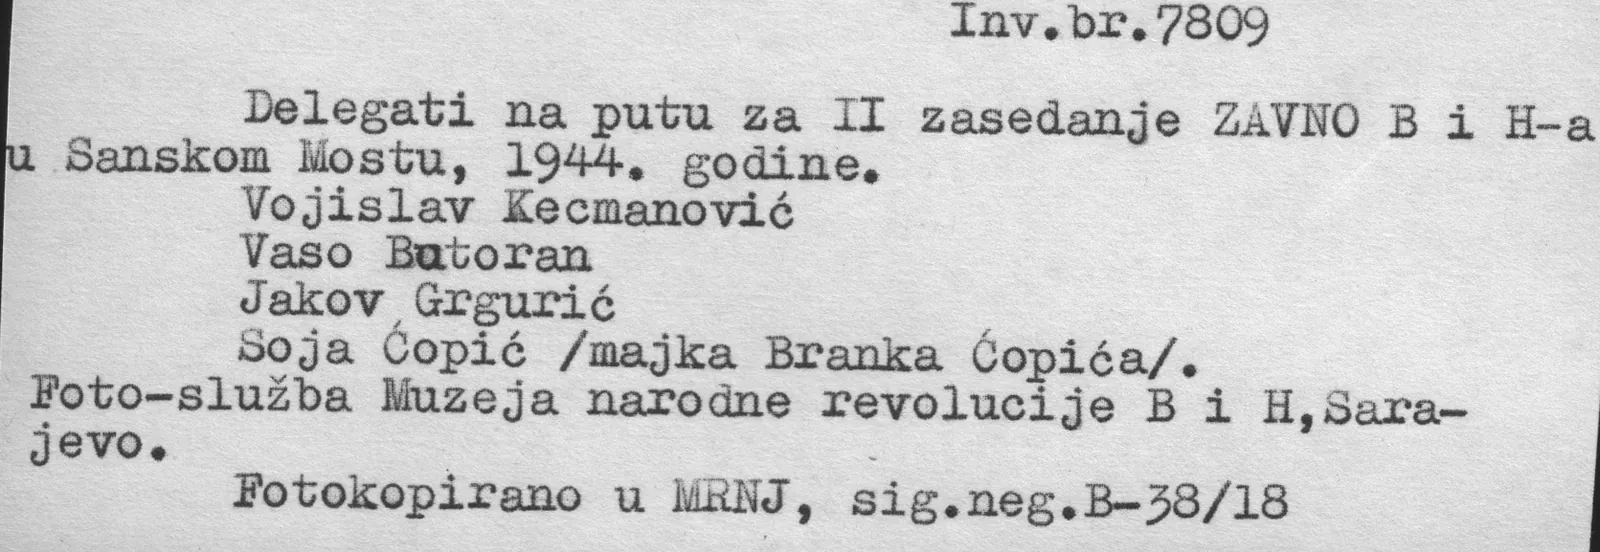 Inv.br.7809
Delegati na putu za II zasedanje ZAVNO B i H-a
u Sanskom Mostu, 1944. godine.
Vojislav Kecmanović
Vaso Butoran
Jakov Grgurić
Soja Ćopić /majka Branka Ćopića/.
Foto-služba Muzeja narodne revolucije B i H,Sara-
jevo.
Fotokopirano u MRNJ, sig.neg.B-38/18